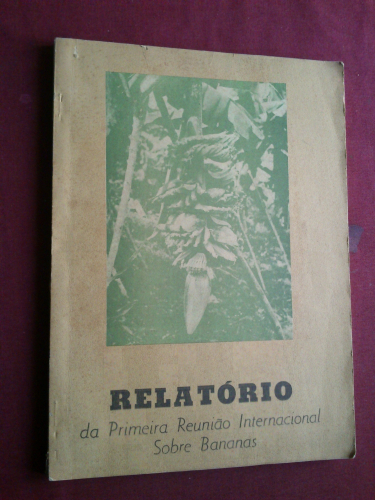 RELATÓRIO
da Primeira Reunião Internacional
Sobre Bananas